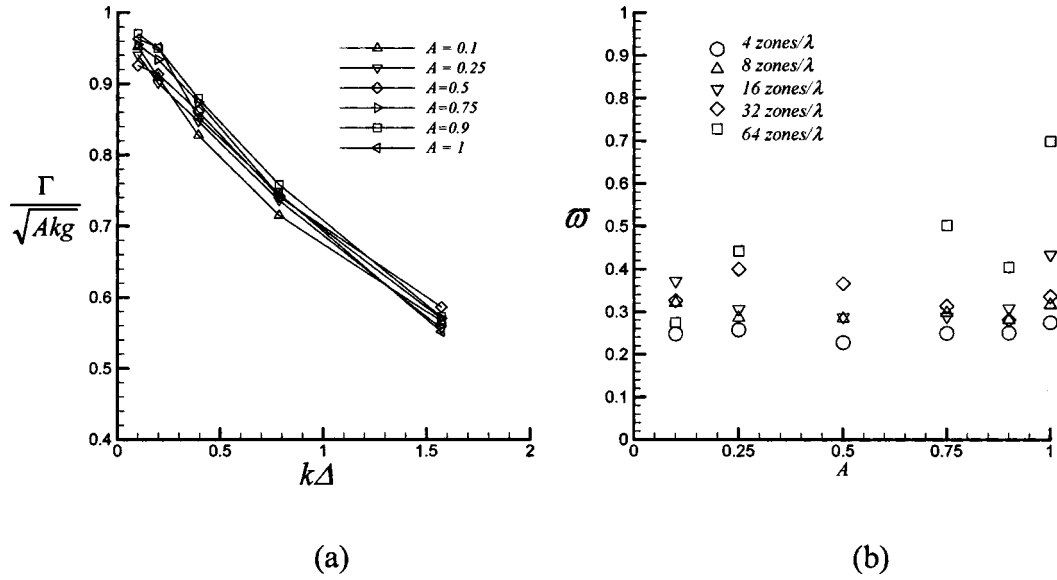 1
0.9
0.8
0.7
0.6
0.5
0.4
Γ
√Akg
0 0.5 1 1.5 2
kΔ
A = 0.1
A = 0.25
A=0.5
A=0.75
A=0.9
A = 1
(a)
1
0.9
0.8
0.7
0.6
0.5
0.4
0.3
0.2
0.1
0
ϖ
0 0.25 0.5 0.75 1
A
4 zones/λ
8 zones/λ
16 zones/λ
32 zones/λ
64 zones/λ
(b)